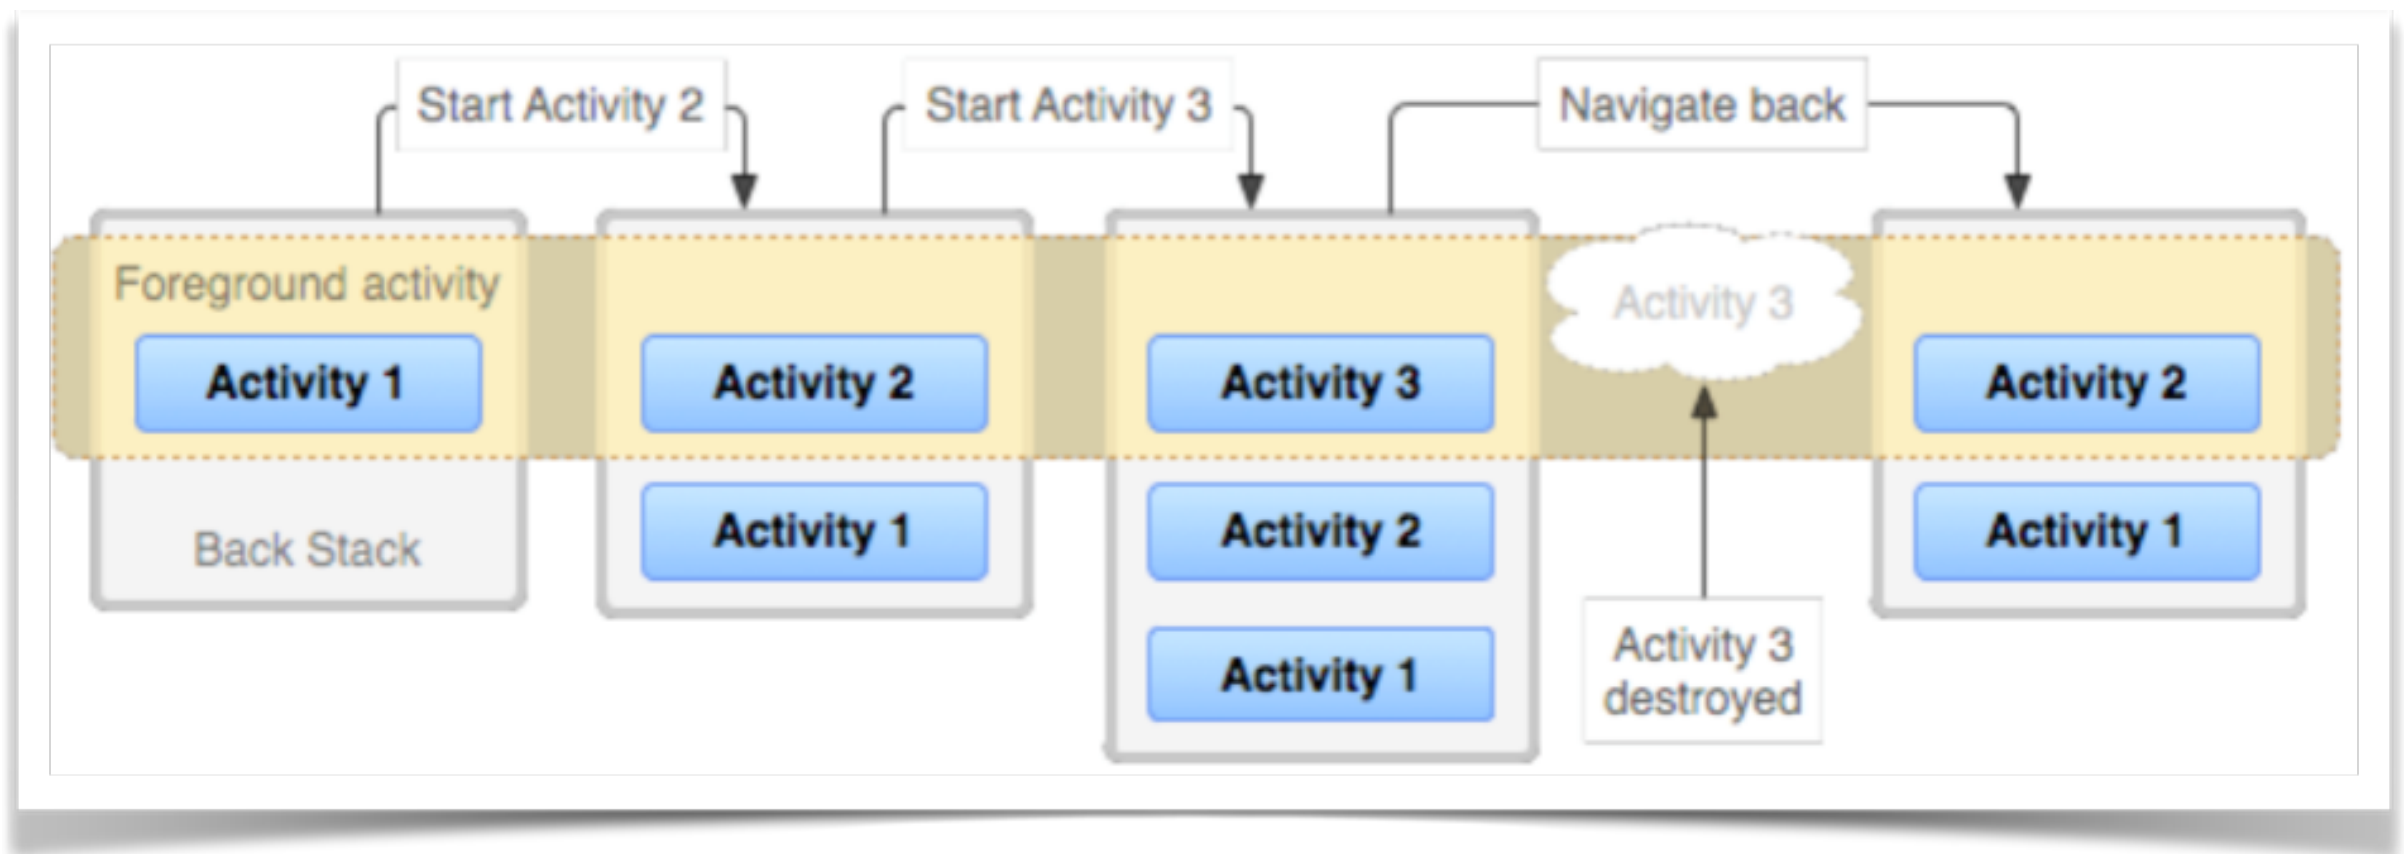 Start Activity 2
Start Activity 3
Navigate back
Foreground activity
Activity 1
Back Stack
Activity 2
Activity 1
Activity 3
Activity 2
Activity 1
Activity 3
Activity 3
destroyed
Activity 2
Activity 1